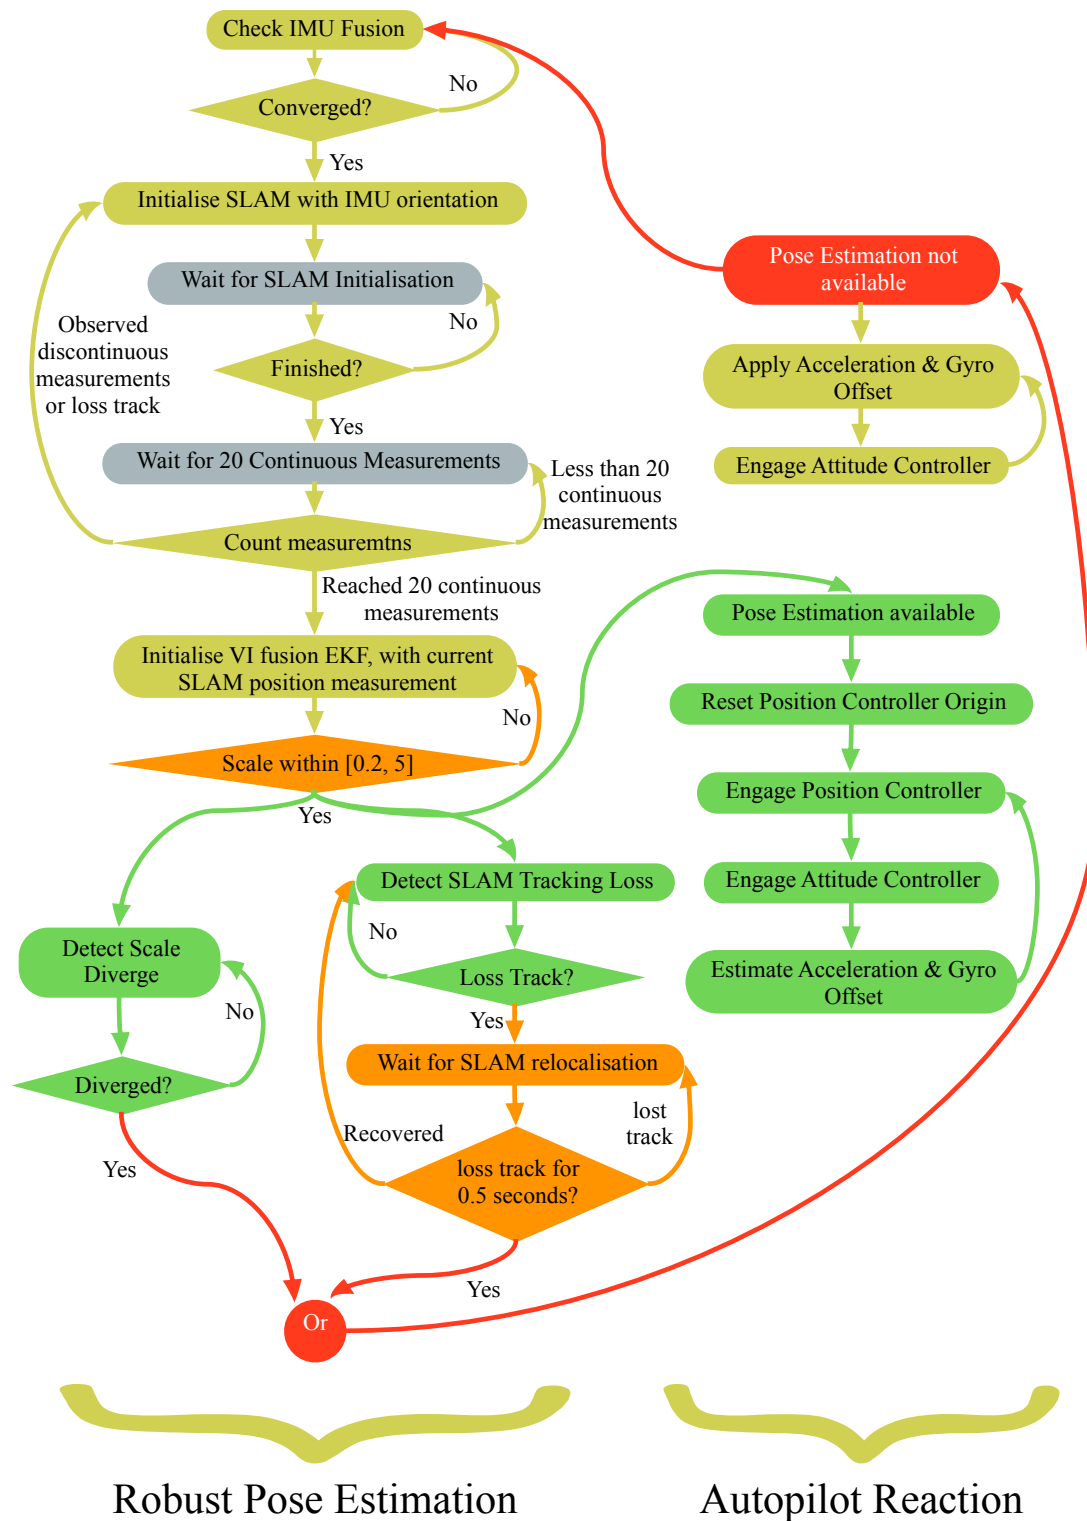 Check IMU Fusion
No
Converged?
Yes
Initialise SLAM with IMU orientation
Wait for SLAM Initialisation
No
Observed
discontinuous
measurements
or loss track
Finished?
Yes
Wait for 20 Continuous Measurements
Less than 20
continuous
measurements
Count measuremtns
Reached 20 continuous
measurements
Initialise VI fusion EKF, with current
SLAM position measurement
No
Scale within [0.2, 5]
Yes
Detect SLAM Tracking Loss
No
Loss Track?
Yes
Detect Scale
Diverge
No
Diverged?
Yes
Wait for SLAM relocalisation
lost
track
Recovered
loss track for
0.5 seconds?
Yes
Or
Pose Estimation not
available
Apply Acceleration & Gyro
Offset
Engage Attitude Controller
Pose Estimation available
Reset Position Controller Origin
Engage Position Controller
Engage Attitude Controller
Estimate Acceleration & Gyro
Offset
Robust Pose Estimation
Autopilot Reaction